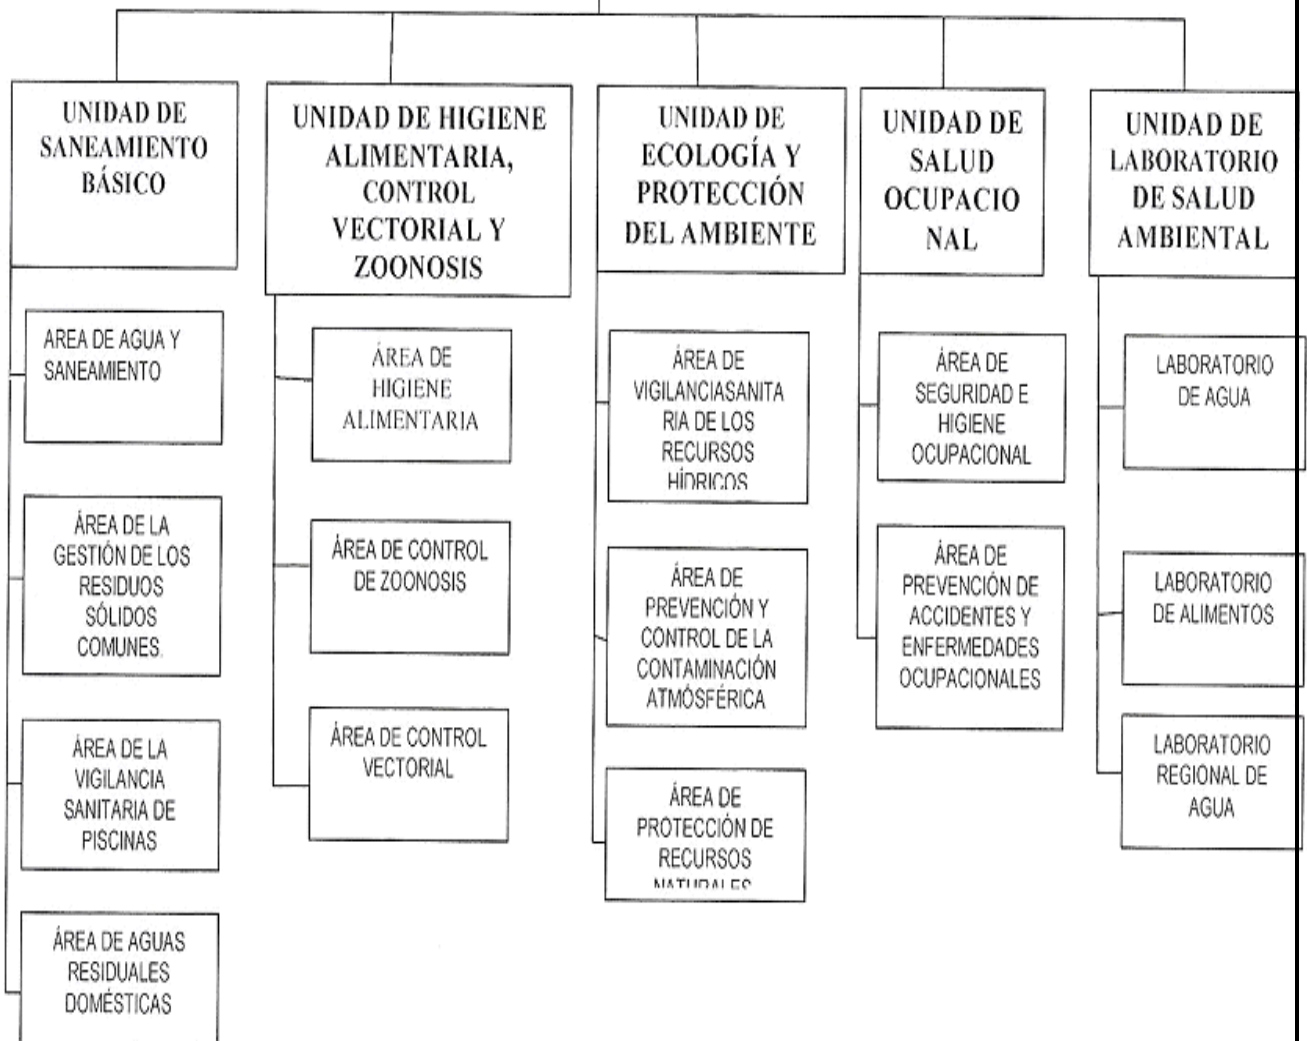 UNIDAD DE
SANEAMIENTO
BÁSICO
UNIDAD DE HIGIENE
ALIMENTARIA,
CONTROL
VECTORIAL Y
ZOONOSIS
UNIDAD DE
ECOLOGÍA Y
PROTECCIÓN
DEL AMBIENTE
UNIDAD DE
SALUD
OCUPACIO
NAL
UNIDAD DE
LABORATORIO
DE SALUD
AMBIENTAL
AREA DE AGUA Y
SANEAMIENTO
ÁREA DE LA
GESTIÓN DE LOS
RESIDUOS
SÓLIDOS
COMUNES.
ÁREA DE LA
VIGILANCIA
SANITARIA DE
PISCINAS
ÁREA DE AGUAS
RESIDUALES
DOMÉSTICAS
ÁREA DE
HIGIENE
ALIMENTARIA
ÁREA DE CONTROL
DE ZOONOSIS
ÁREA DE CONTROL
VECTORIAL
ÁREA DE
VIGILANCIASANITA
RIA DE LOS
RECURSOS
HÍDRICOS
ÁREA DE
PREVENCIÓN Y
CONTROL DE LA
CONTAMINACIÓN
ATMÓSFÉRICA
ÁREA DE
PROTECCIÓN DE
RECURSOS
NATURALES
ÁREA DE
SEGURIDAD E
HIGIENE
OCUPACIONAL
ÁREA DE
PREVENCIÓN DE
ACCIDENTES Y
ENFERMEDADES
OCUPACIONALES
LABORATORIO
DE AGUA
LABORATORIO
DE ALIMENTOS
LABORATORIO
REGIONAL DE
AGUA